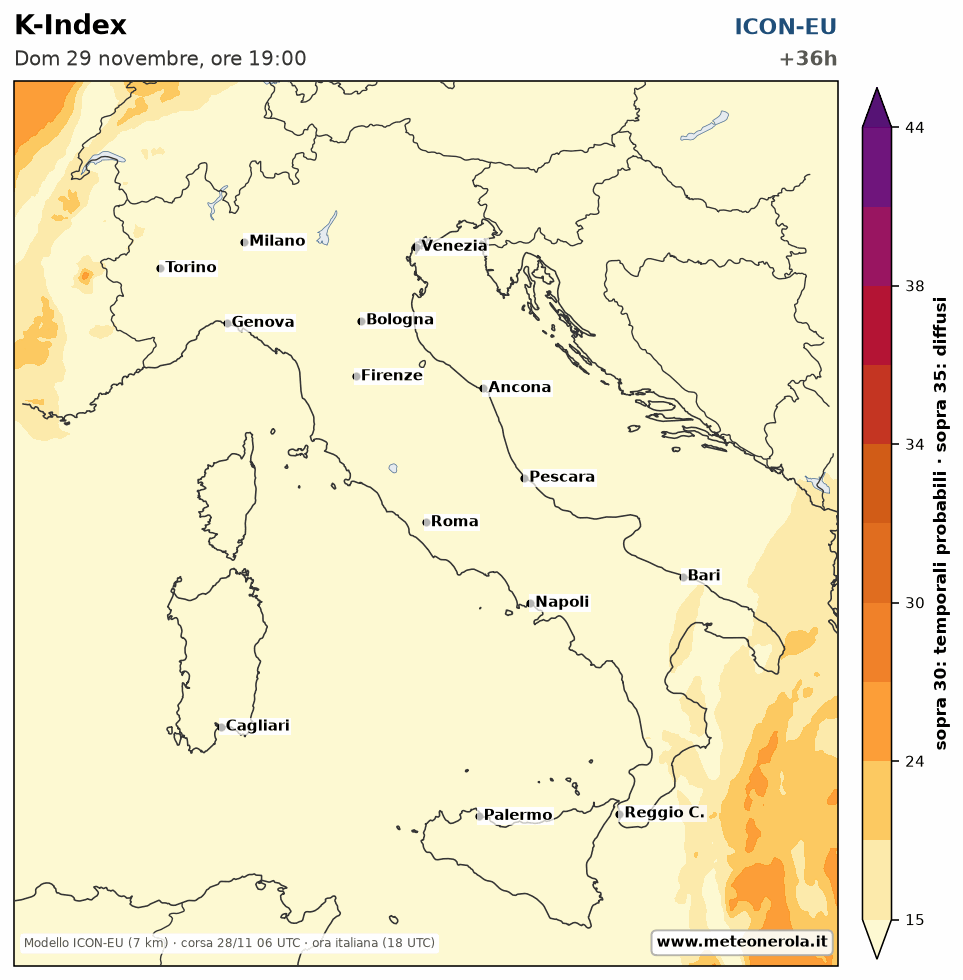 K-Index
ICON-EU
Dom 29 novembre, ore 19:00
+36h
Milano
Venezia
Torino
Genova
Bologna
Firenze
Ancona
Pescara
Roma
Bari
Napoli
Cagliari
Palermo
Reggio C.
44
38
34
30
24
15
sopra 30: temporali probabili · sopra 35: diffusi
Modello ICON-EU (7 km) · corsa 28/11 06 UTC · ora italiana (18 UTC)
www.meteonerola.it